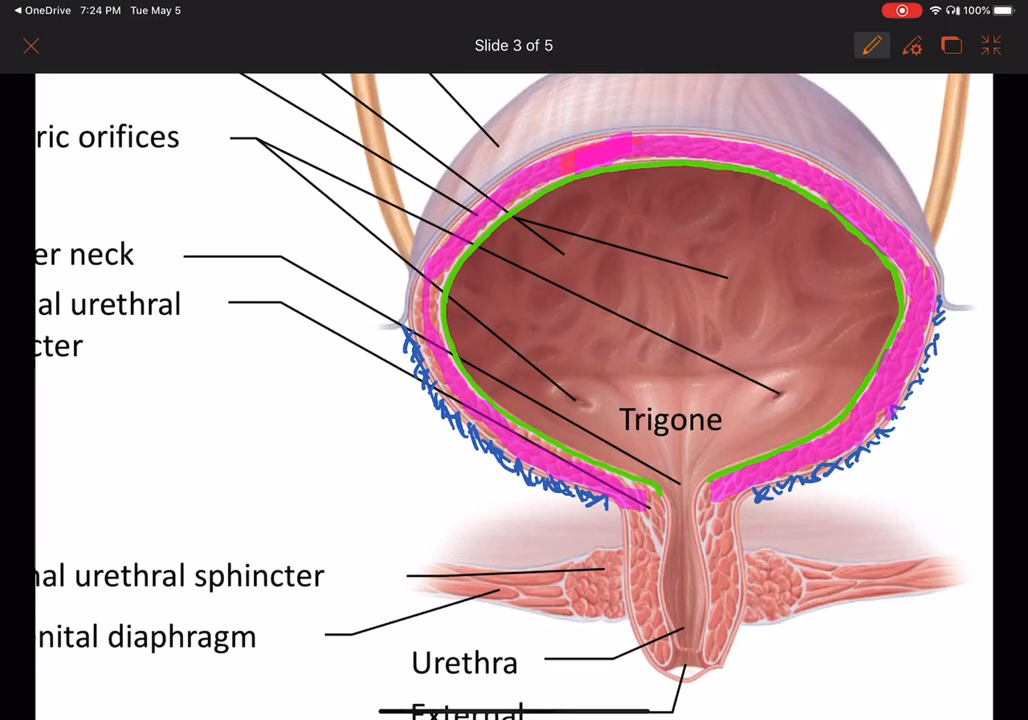 OneDrive 7:24 PM Tue May 5 100%
Slide 3 of 5
ric orifices
er neck
al urethral
cter
Trigone
nal urethral sphincter
nital diaphragm
Urethra
External